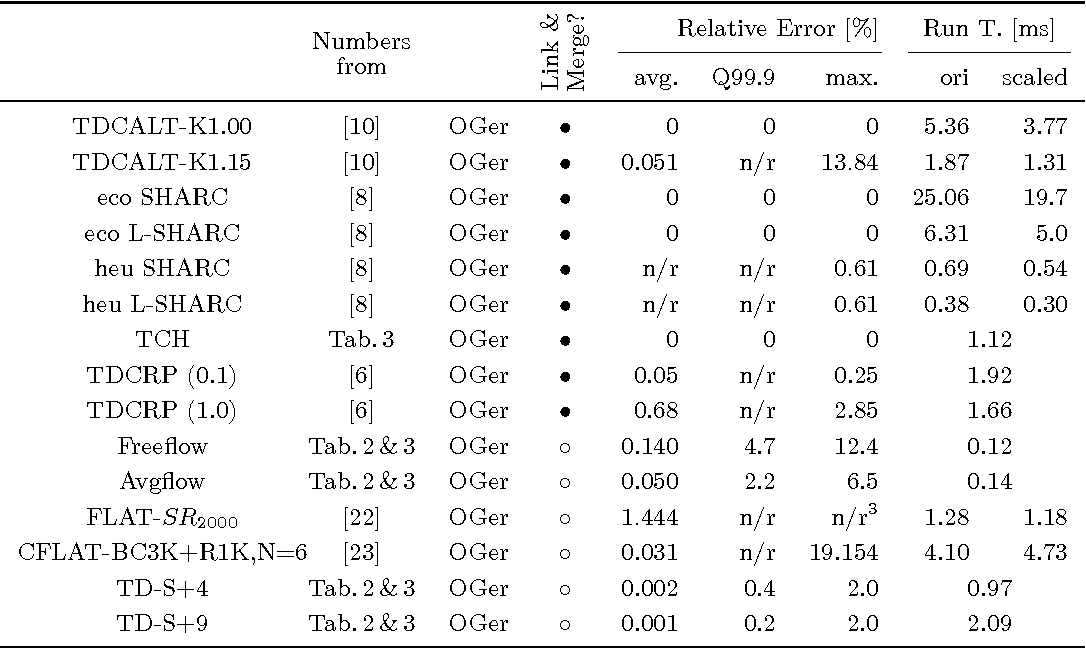 Numbers from Link & Merge? Relative Error [%] Run T. [ms]
avg. Q99.9 max. ori scaled
TDCALT-K1.00 [10] OGer • 0 0 0 5.36 3.77
TDCALT-K1.15 [10] OGer • 0.051 n/r 13.84 1.87 1.31
eco SHARC [8] OGer • 0 0 0 25.06 19.7
eco L-SHARC [8] OGer • 0 0 0 6.31 5.0
heu SHARC [8] OGer • n/r n/r 0.61 0.69 0.54
heu L-SHARC [8] OGer • n/r n/r 0.61 0.38 0.30
TCH Tab. 3 OGer • 0 0 0 1.12
TDCRP (0.1) [6] OGer • 0.05 n/r 0.25 1.92
TDCRP (1.0) [6] OGer • 0.68 n/r 2.85 1.66
Freeflow Tab. 2 & 3 OGer ○ 0.140 4.7 12.4 0.12
Avgflow Tab. 2 & 3 OGer ○ 0.050 2.2 6.5 0.14
FLAT-SR2000 [22] OGer ○ 1.444 n/r n/r³ 1.28 1.18
CFLAT-BC3K+R1K,N=6 [23] OGer ○ 0.031 n/r 19.154 4.10 4.73
TD-S+4 Tab. 2 & 3 OGer ○ 0.002 0.4 2.0 0.97
TD-S+9 Tab. 2 & 3 OGer ○ 0.001 0.2 2.0 2.09